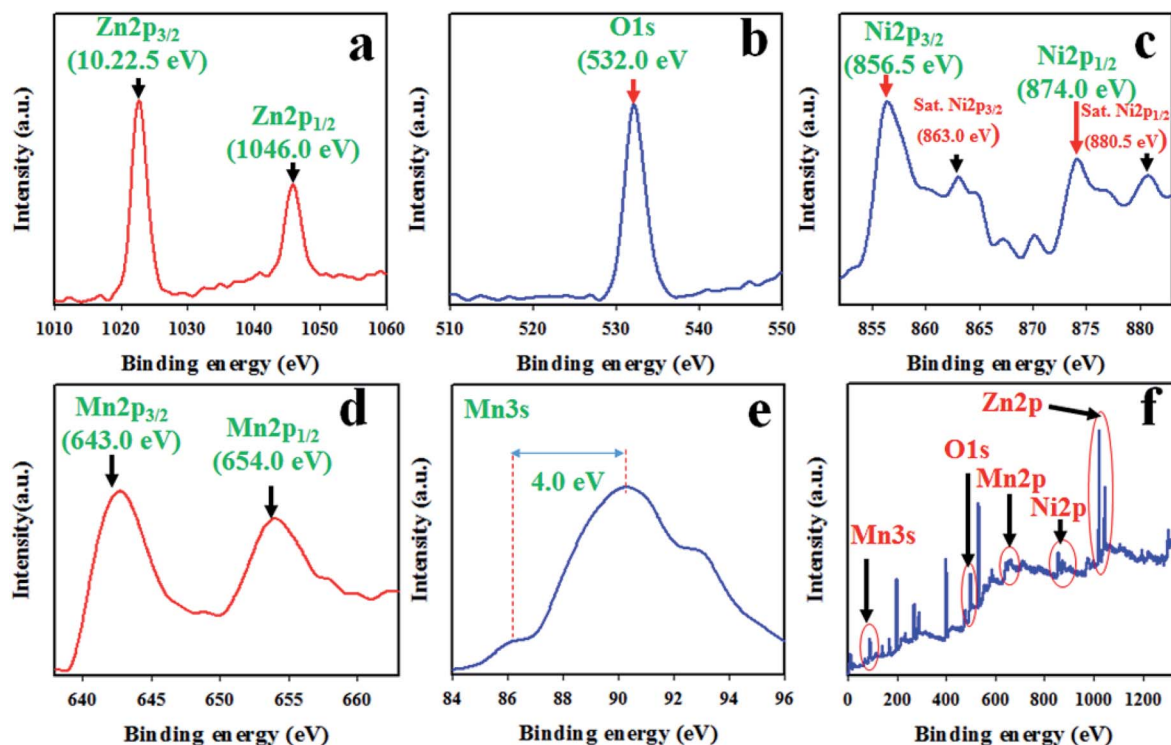 a
Zn2p3/2
(10.22.5 eV)
Zn2p1/2
(1046.0 eV)
Intensity (a.u.)
1010 1020 1030 1040 1050 1060
Binding energy (eV)
b
O1s
(532.0 eV
Intensity (a.u.)
510 520 530 540 550
Binding energy (eV)
c
Ni2p3/2
(856.5 eV)
Ni2p1/2
(874.0 eV)
Sat. Ni2p3/2
(863.0 eV)
Sat. Ni2p1/2
(880.5 eV)
Intensity (a.u.)
855 860 865 870 875 880
Binding energy (eV)
d
Mn2p3/2
(643.0 eV)
Mn2p1/2
(654.0 eV)
Intensity(a.u.)
640 645 650 655 660
Binding energy (eV)
e
Mn3s
4.0 eV
Intensity (a.u.)
84 86 88 90 92 94 96
Binding energy (eV)
f
Zn2p
O1s
Mn2p
Ni2p
Mn3s
Intensity (a.u.)
0 200 400 600 800 1000 1200
Binding energy (eV)